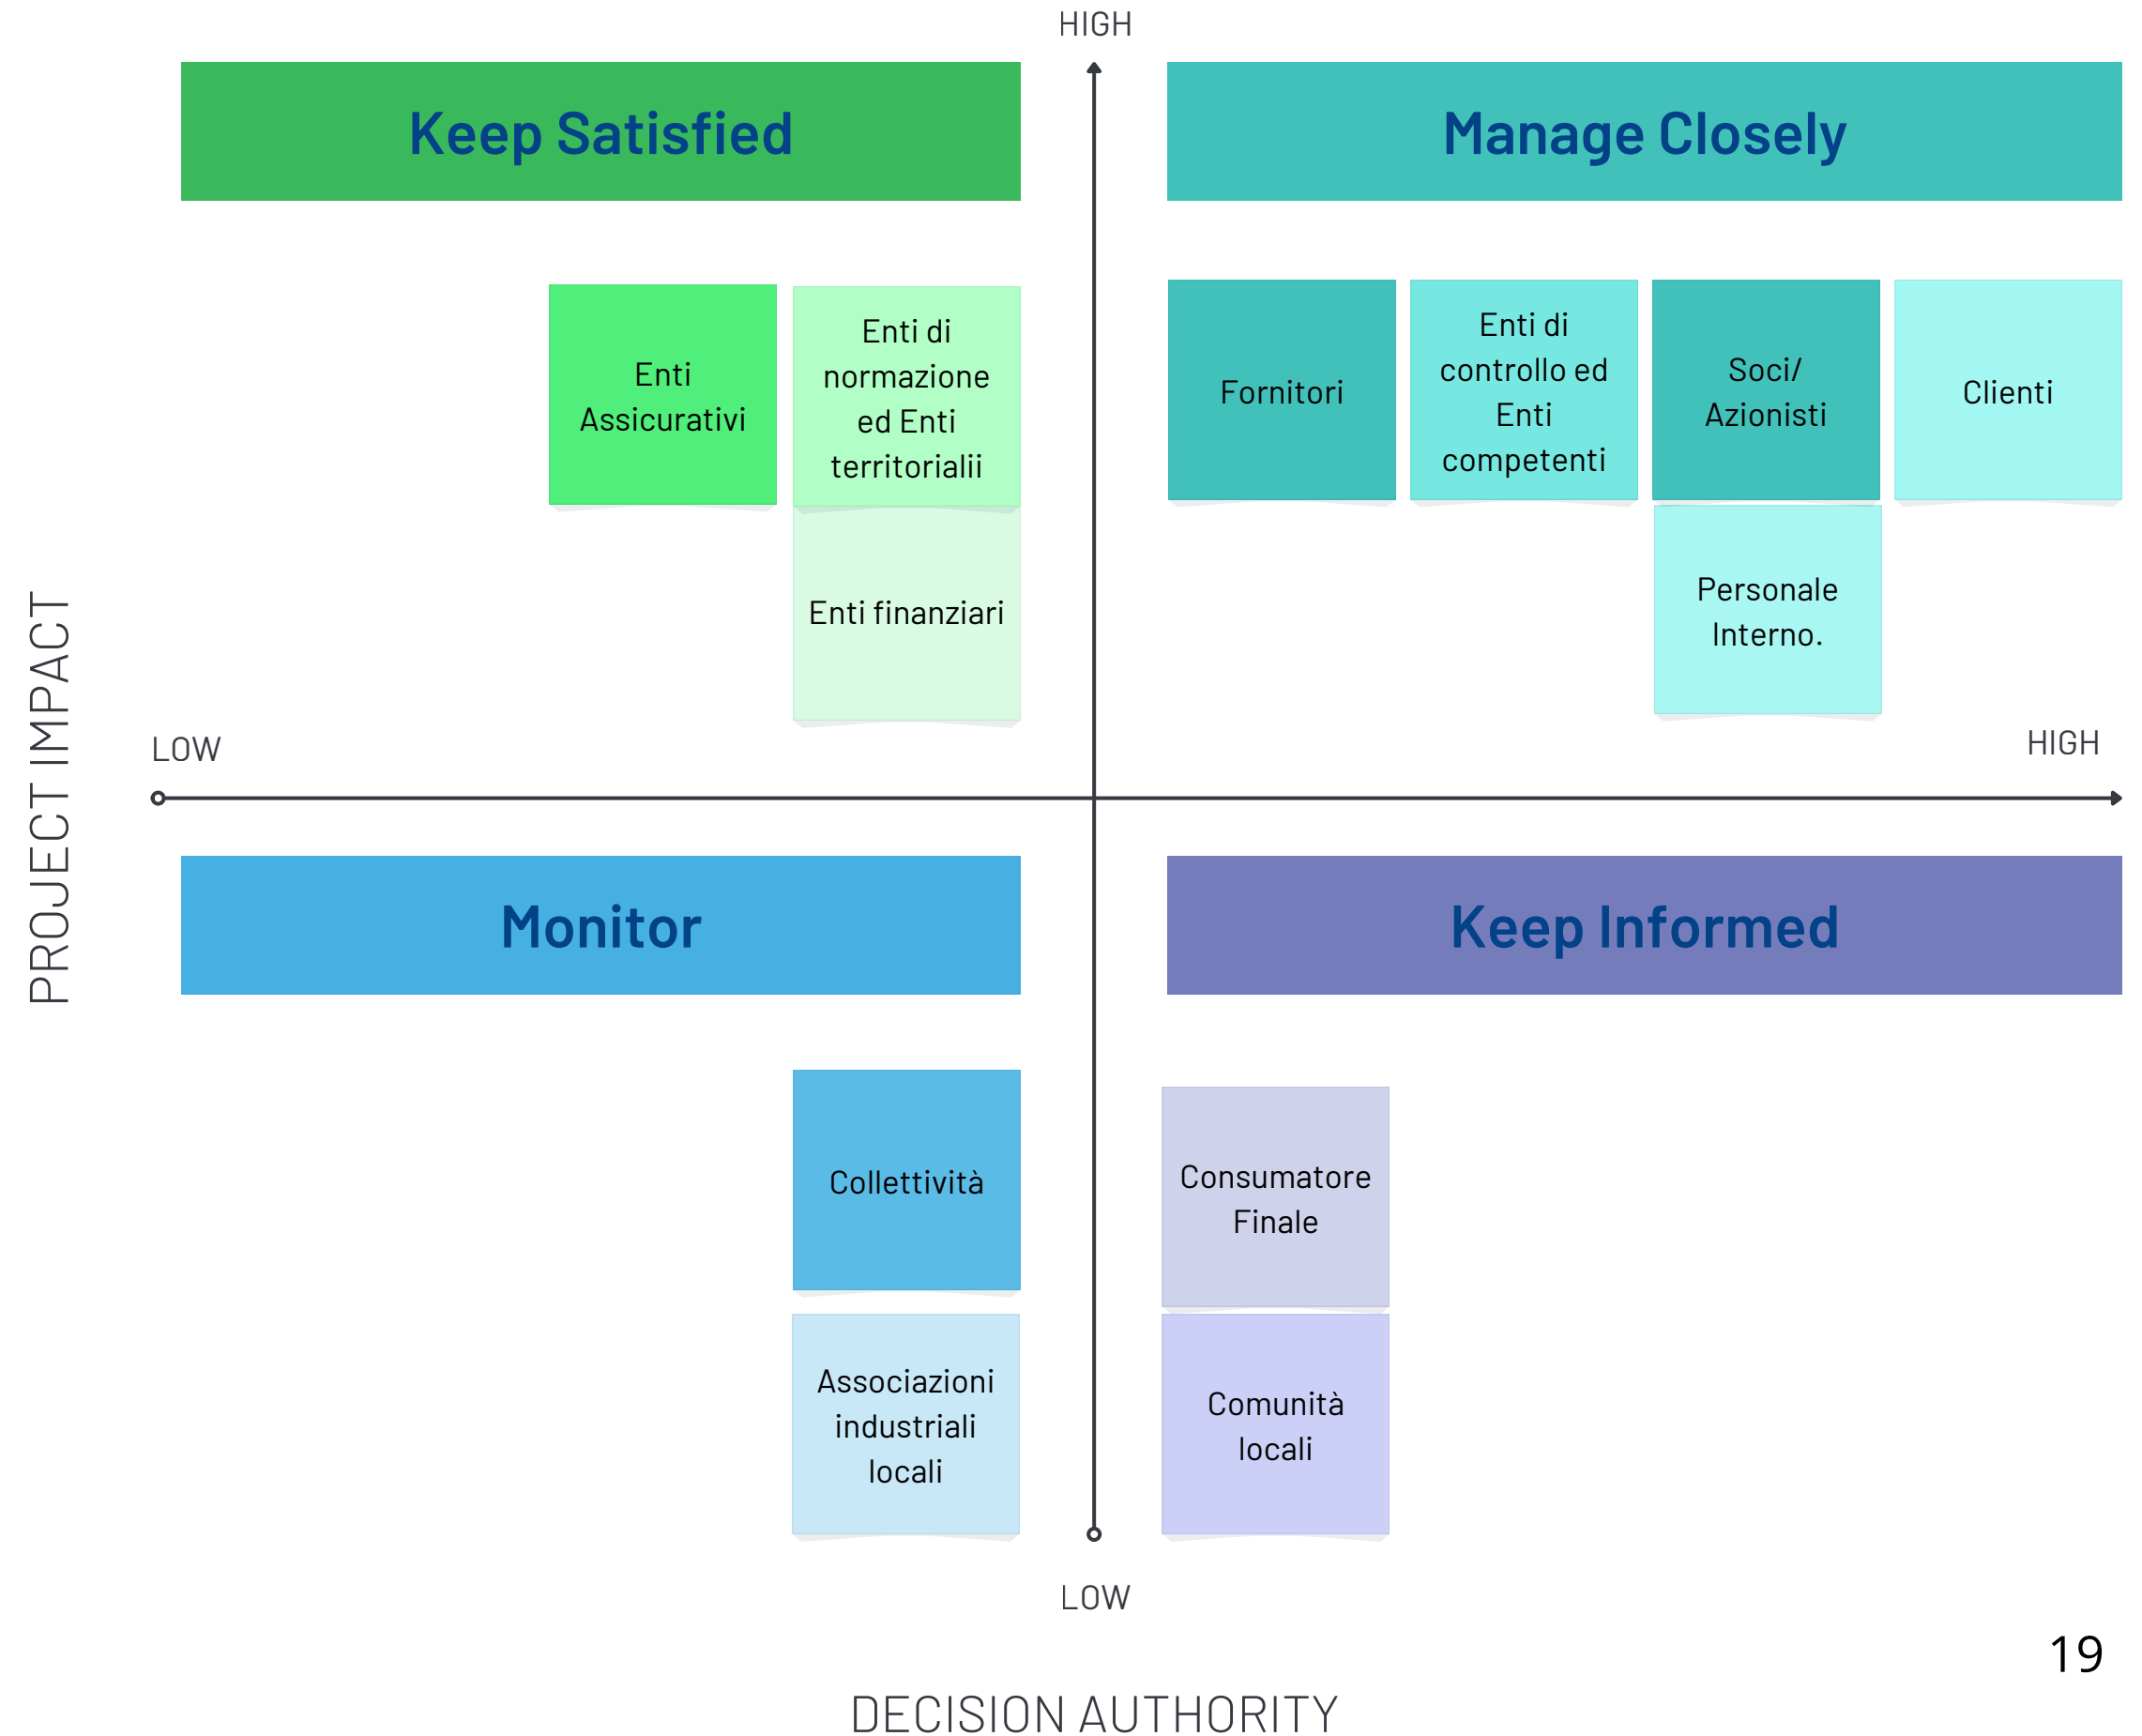 HIGH
Keep Satisfied
Manage Closely
Enti
Assicurativi
Enti di
normazione
ed Enti
territorialii
Enti finanziari
Fornitori
Enti di
controllo ed
Enti
competenti
Soci/
Azionisti
Clienti
Personale
Interno.
PROJECT IMPACT
LOW
HIGH
Monitor
Keep Informed
Collettività
Associazioni
industriali
locali
Consumatore
Finale
Comunità
locali
LOW
19
DECISION AUTHORITY